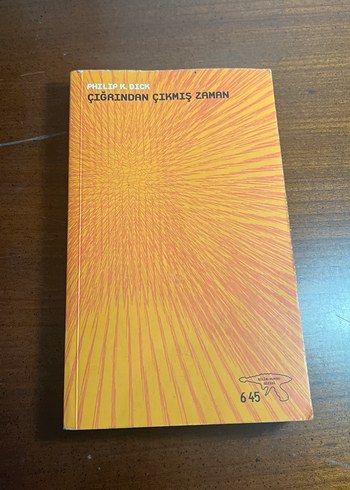 PHILIP K. DICK
ÇIĞRINDAN ÇIKMIŞ ZAMAN
6:45